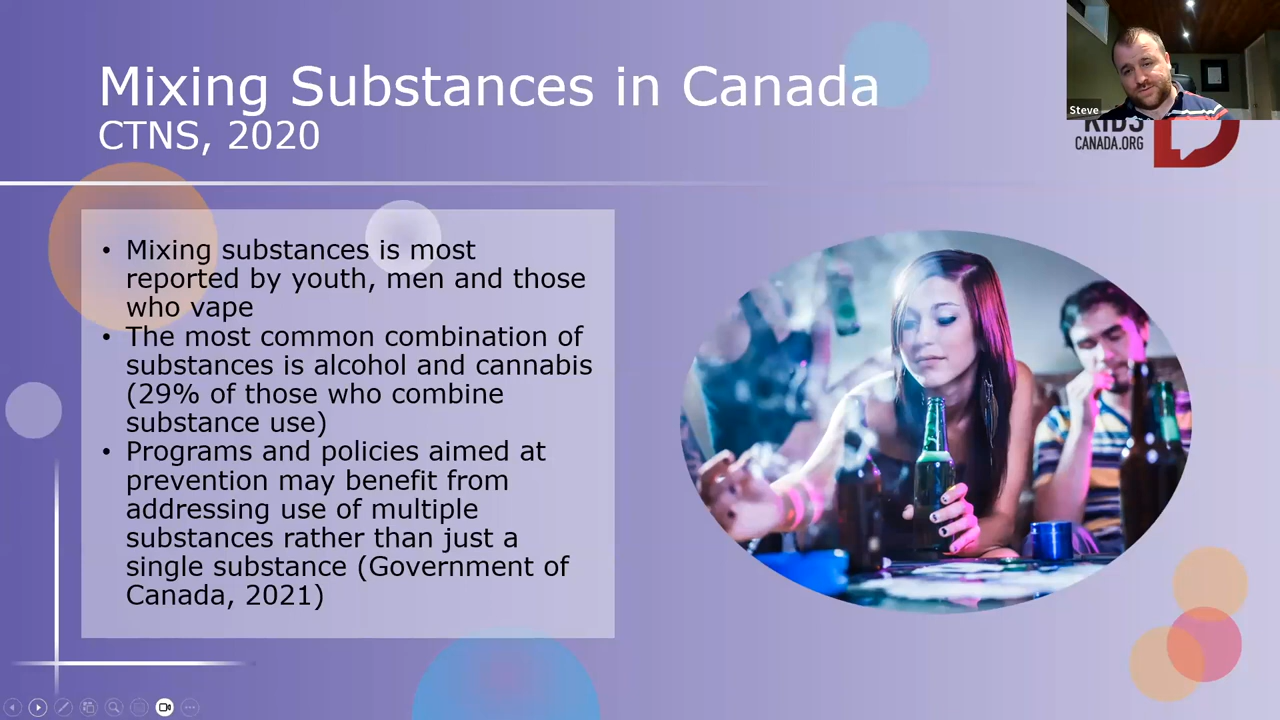 Mixing Substances in Canada
CTNS, 2020
Steve
KIDS
CANADA.ORG
• Mixing substances is most
reported by youth, men and those
who vape
• The most common combination of
substances is alcohol and cannabis
(29% of those who combine
substance use)
• Programs and policies aimed at
prevention may benefit from
addressing use of multiple
substances rather than just a
single substance (Government of
Canada, 2021)